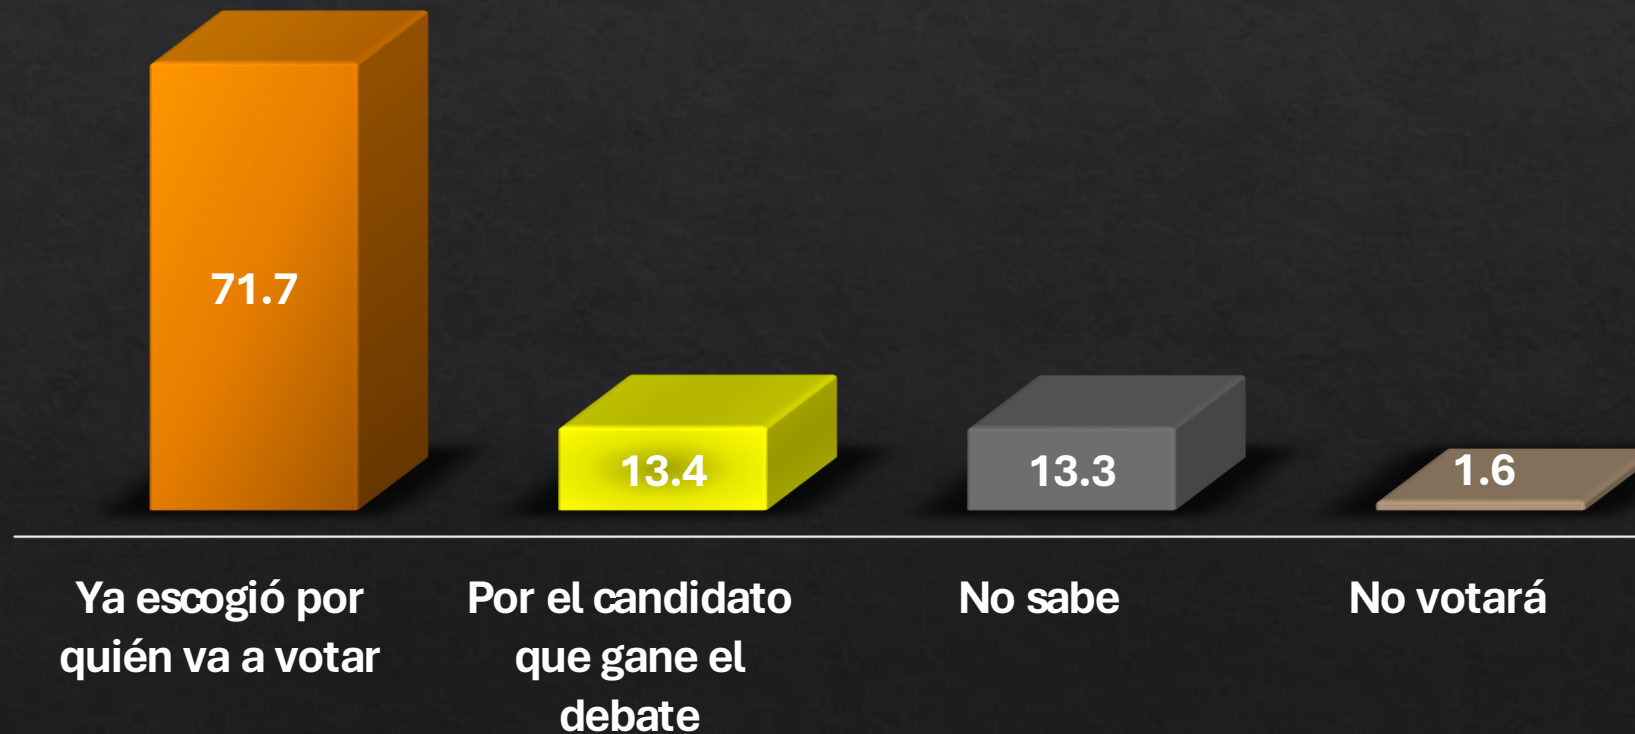 71.7
13.4
13.3
1.6
Ya escogió por
quién va a votar
Por el candidato
que gane el
debate
No sabe
No votará